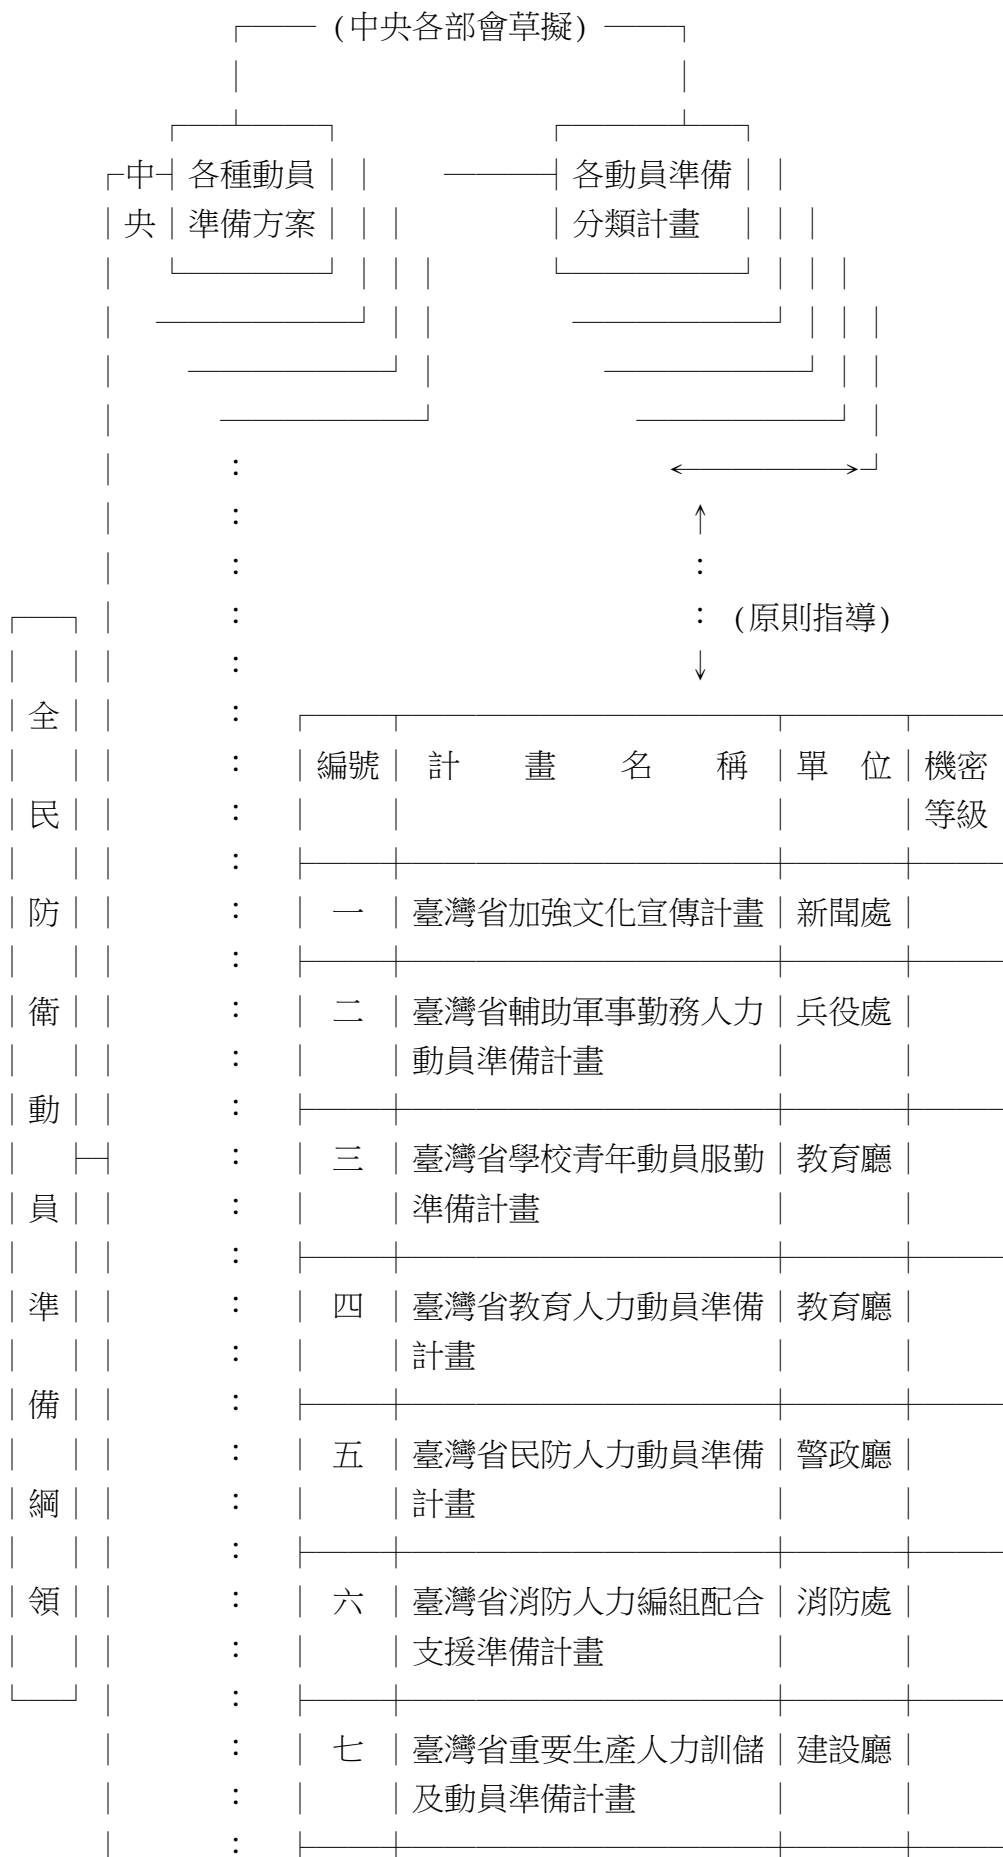 (中央各部會草擬)
中央
各種動員
準備方案
各動員準備
分類計畫
(原則指導)
全民防衛動員準備綱領
編號 計畫名稱 單位 機密等級
一 臺灣省加強文化宣傳計畫 新聞處
二 臺灣省輔助軍事勤務人力 兵役處
動員準備計畫
三 臺灣省學校青年動員服勤 教育廳
準備計畫
四 臺灣省教育人力動員準備 教育廳
計畫
五 臺灣省民防人力動員準備 警政廳
計畫
六 臺灣省消防人力編組配合 消防處
支援準備計畫
七 臺灣省重要生產人力訓儲 建設廳
及動員準備計畫